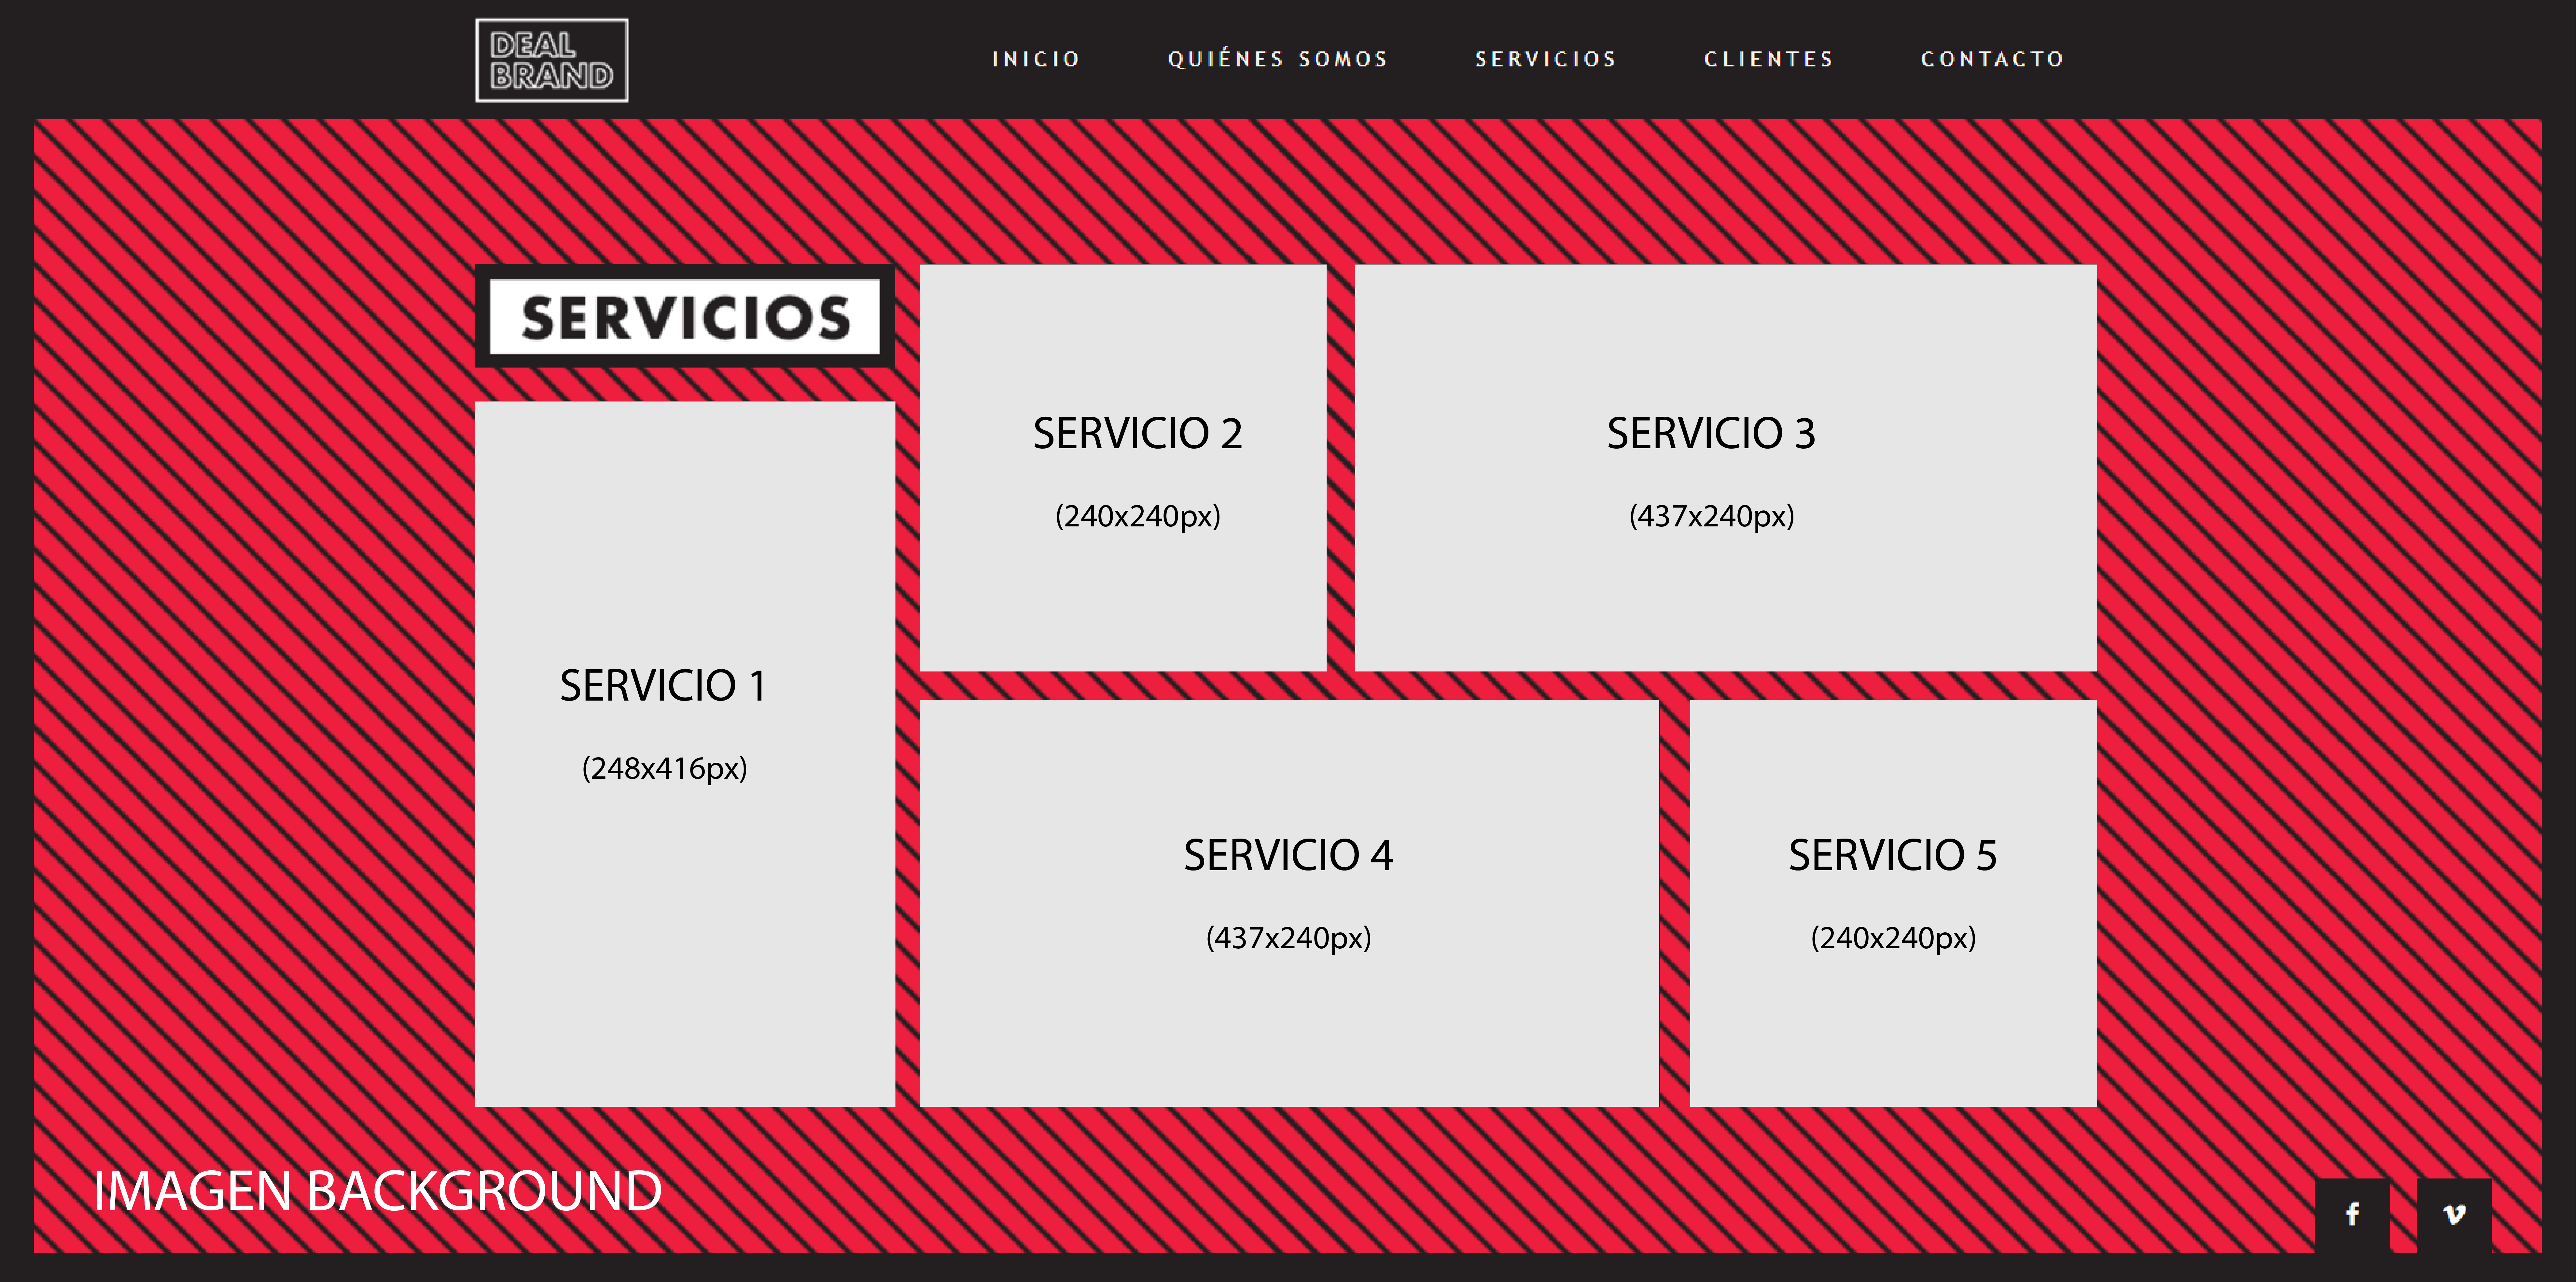 DEAL
BRAND
INICIO QUIÉNES SOMOS SERVICIOS CLIENTES CONTACTO
SERVICIOS
SERVICIO 1
(248x416px)
SERVICIO 2
(240x240px)
SERVICIO 3
(437x240px)
SERVICIO 4
(437x240px)
SERVICIO 5
(240x240px)
IMAGEN BACKGROUND